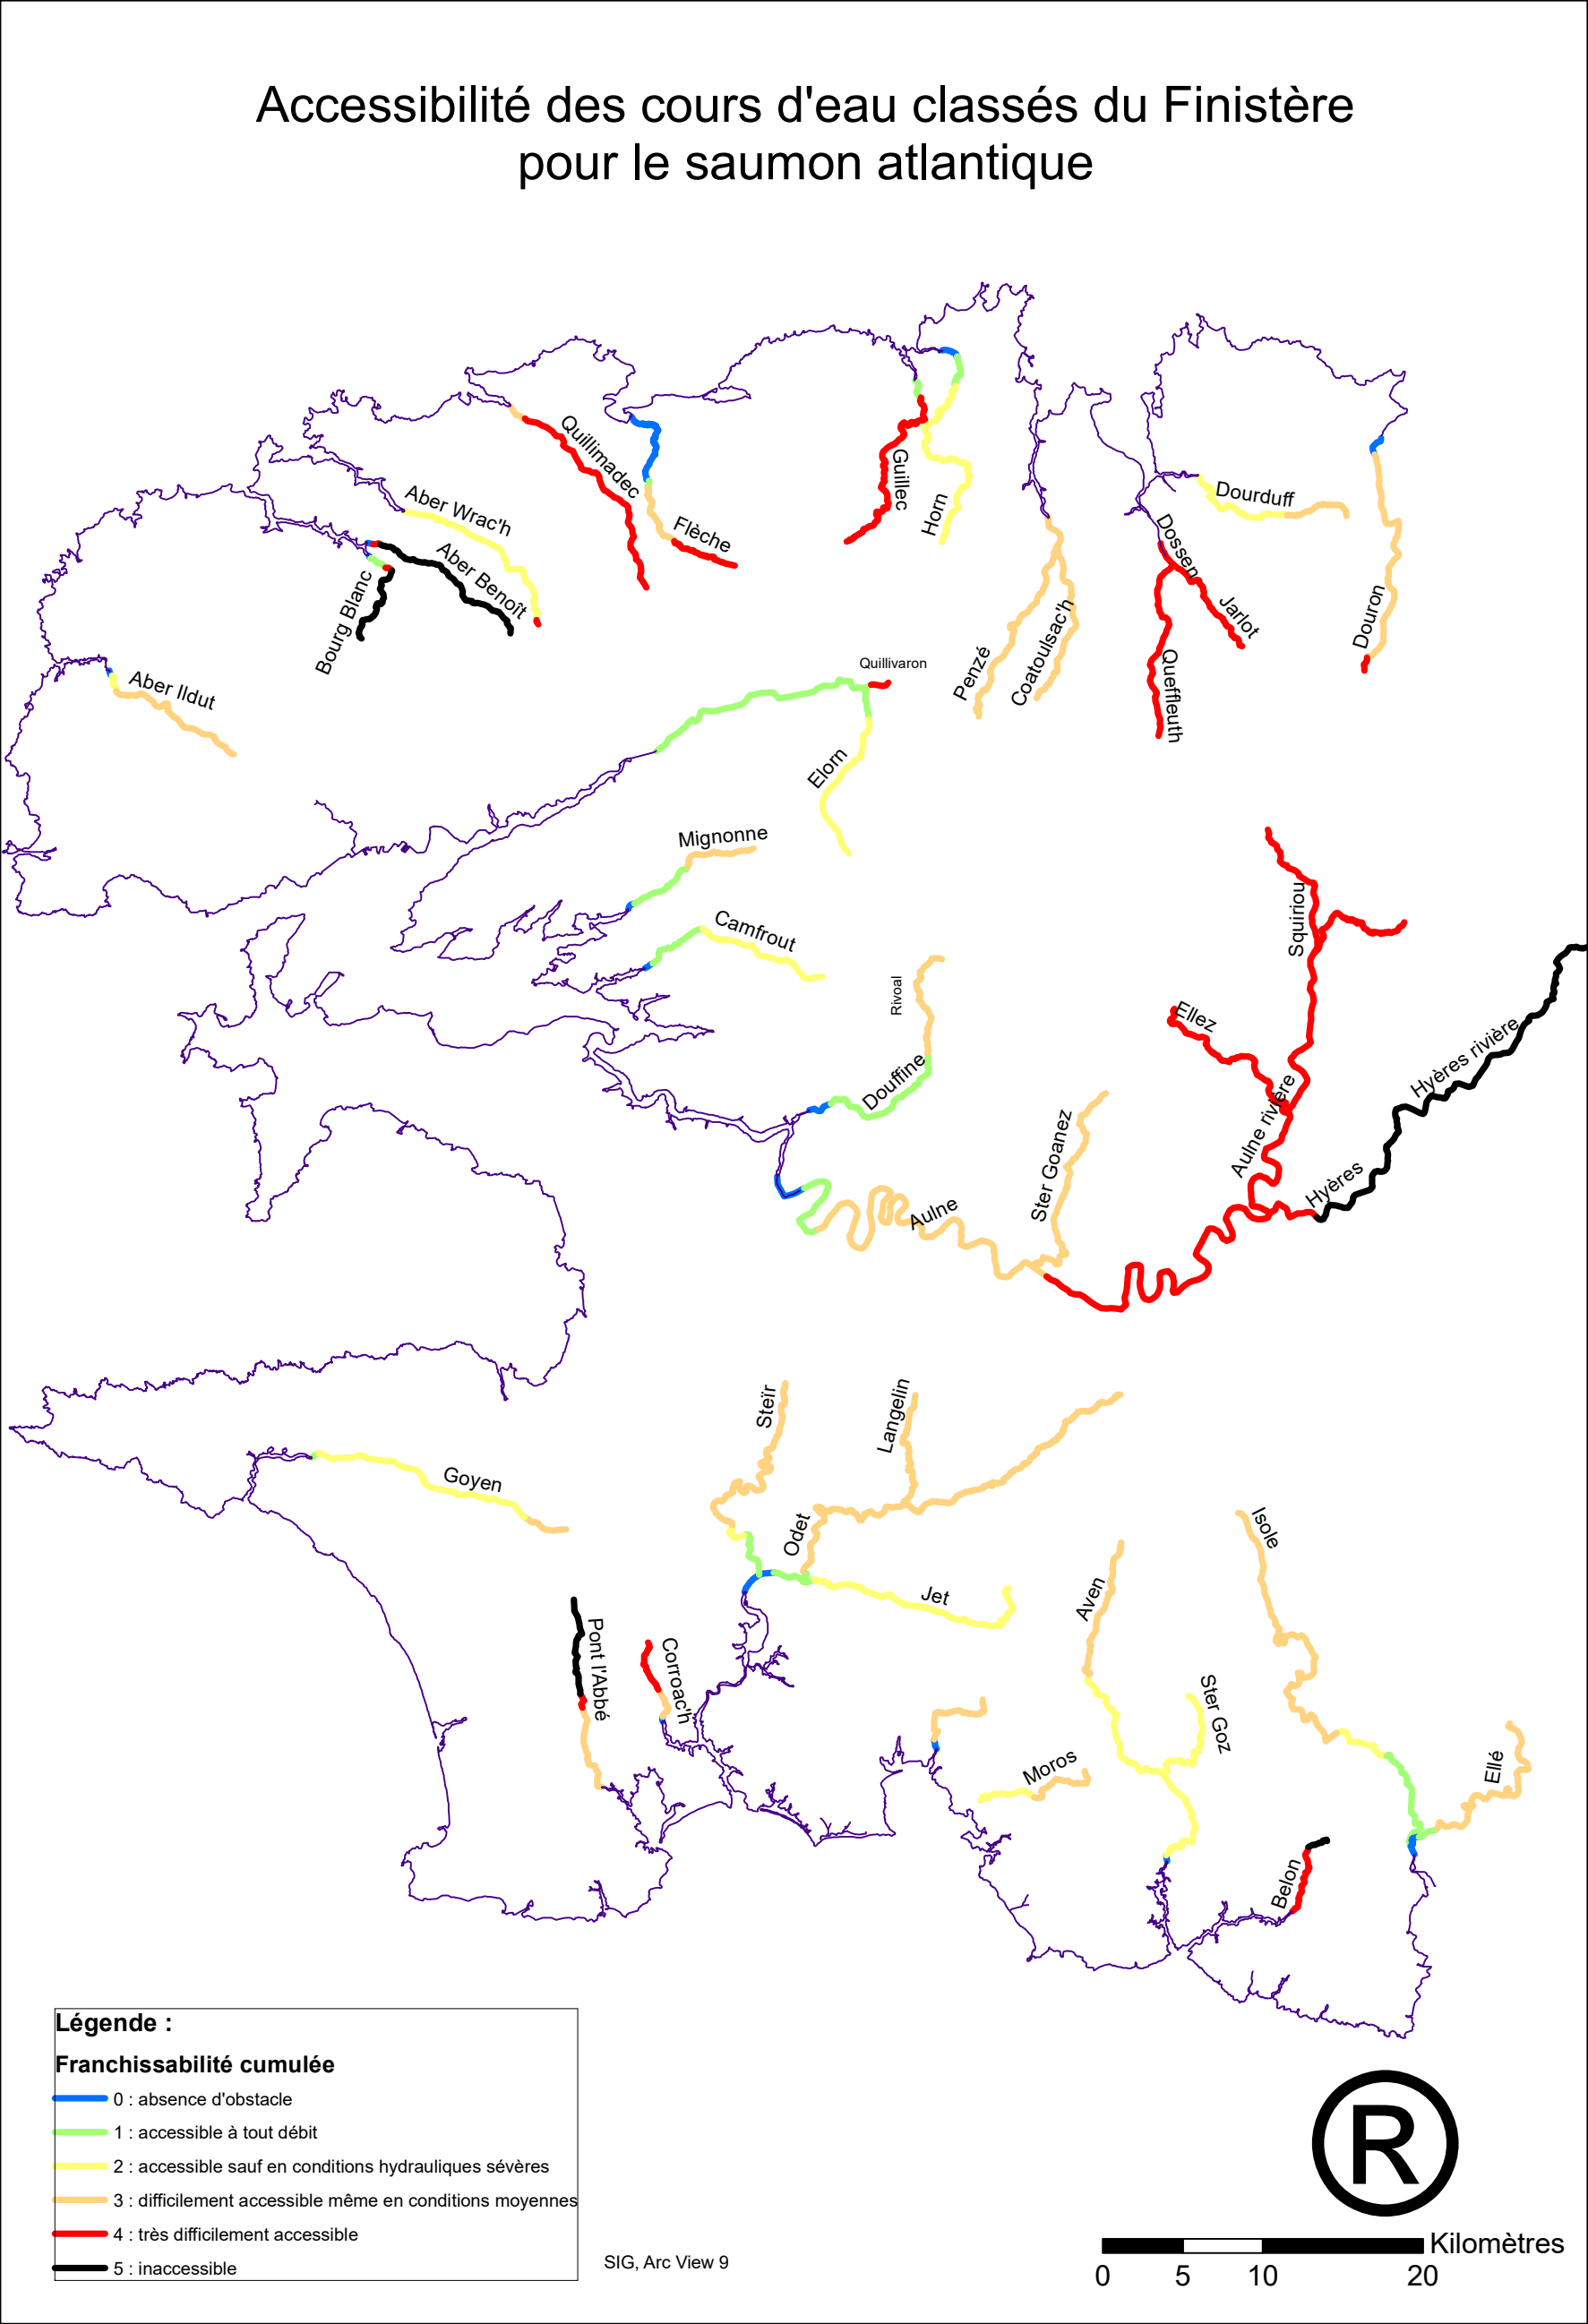 Accessibilité des cours d'eau classés du Finistère
pour le saumon atlantique
Quillimadec
Guillec
Horn
Aber Wrac'h
Flèche
Dourduff
Dossen
Aber Benoît
Bourg Blanc
Jarlot
Douron
Penzé
Coatoulsac'h
Queffleuth
Quillivaron
Aber Ildut
Elorn
Mignonne
Camfrout
Squiriou
Rivoal
Ellez
Douffine
Hyères rivière
Aulne rivière
Ster Goanez
Hyères
Aulne
Steïr
Langelin
Goyen
Odet
Isole
Jet
Aven
Pont l'Abbé
Corroac'h
Ster Goz
Moros
Ellé
Belon
Légende :
Franchissabilité cumulée
0 : absence d'obstacle
1 : accessible à tout débit
2 : accessible sauf en conditions hydrauliques sévères
3 : difficilement accessible même en conditions moyennes
4 : très difficilement accessible
5 : inaccessible
SIG, Arc View 9
®
Kilomètres
0 5 10 20